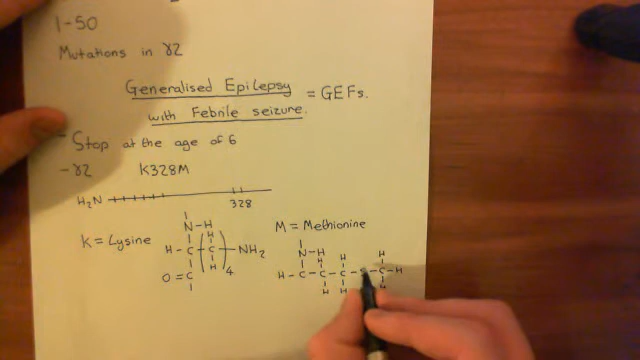 1-50
Mutations in γ2
Generalised Epilepsy
with Febrile seizure. = GEFs.
- Stop at the age of 6
- γ2 K328M
H₂N 328
K = Lysine
N-H
H
H-C-(C)-NH₂
H
O=C 4
M = Methionine
N-H
H H H
H-C-C-C-S-C-H
H H H